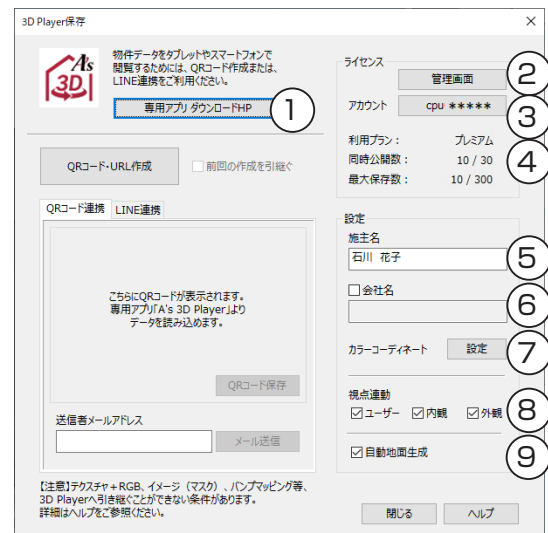 3D Player保存
A's
3D
物件データをタブレットやスマートフォンで
閲覧するためには、QRコード作成または、
LINE連携をご利用ください。
専用アプリ ダウンロードHP
①
QRコード・URL作成
前回の作成を引継ぐ
QRコード連携 LINE連携
こちらにQRコードが表示されます。
専用アプリ「A's 3D Player」より
データを読み込めます。
QRコード保存
送信者メールアドレス
メール送信
【注意】テクスチャ+RGB、イメージ（マスク）、バンプマッピング等、
3D Playerへ引き継ぐことができない条件があります。
詳細はヘルプをご参照ください。
ライセンス
管理画面
②
アカウント cpu *****
③
利用プラン： プレミアム
同時公開数： 10 / 30
④
最大保存数： 10 / 300
設定
施主名
石川 花子
⑤
会社名
⑥
カラーコーディネート 設定
⑦
視点連動
ユーザー 内観 外観
⑧
自動地面生成
⑨
閉じる ヘルプ